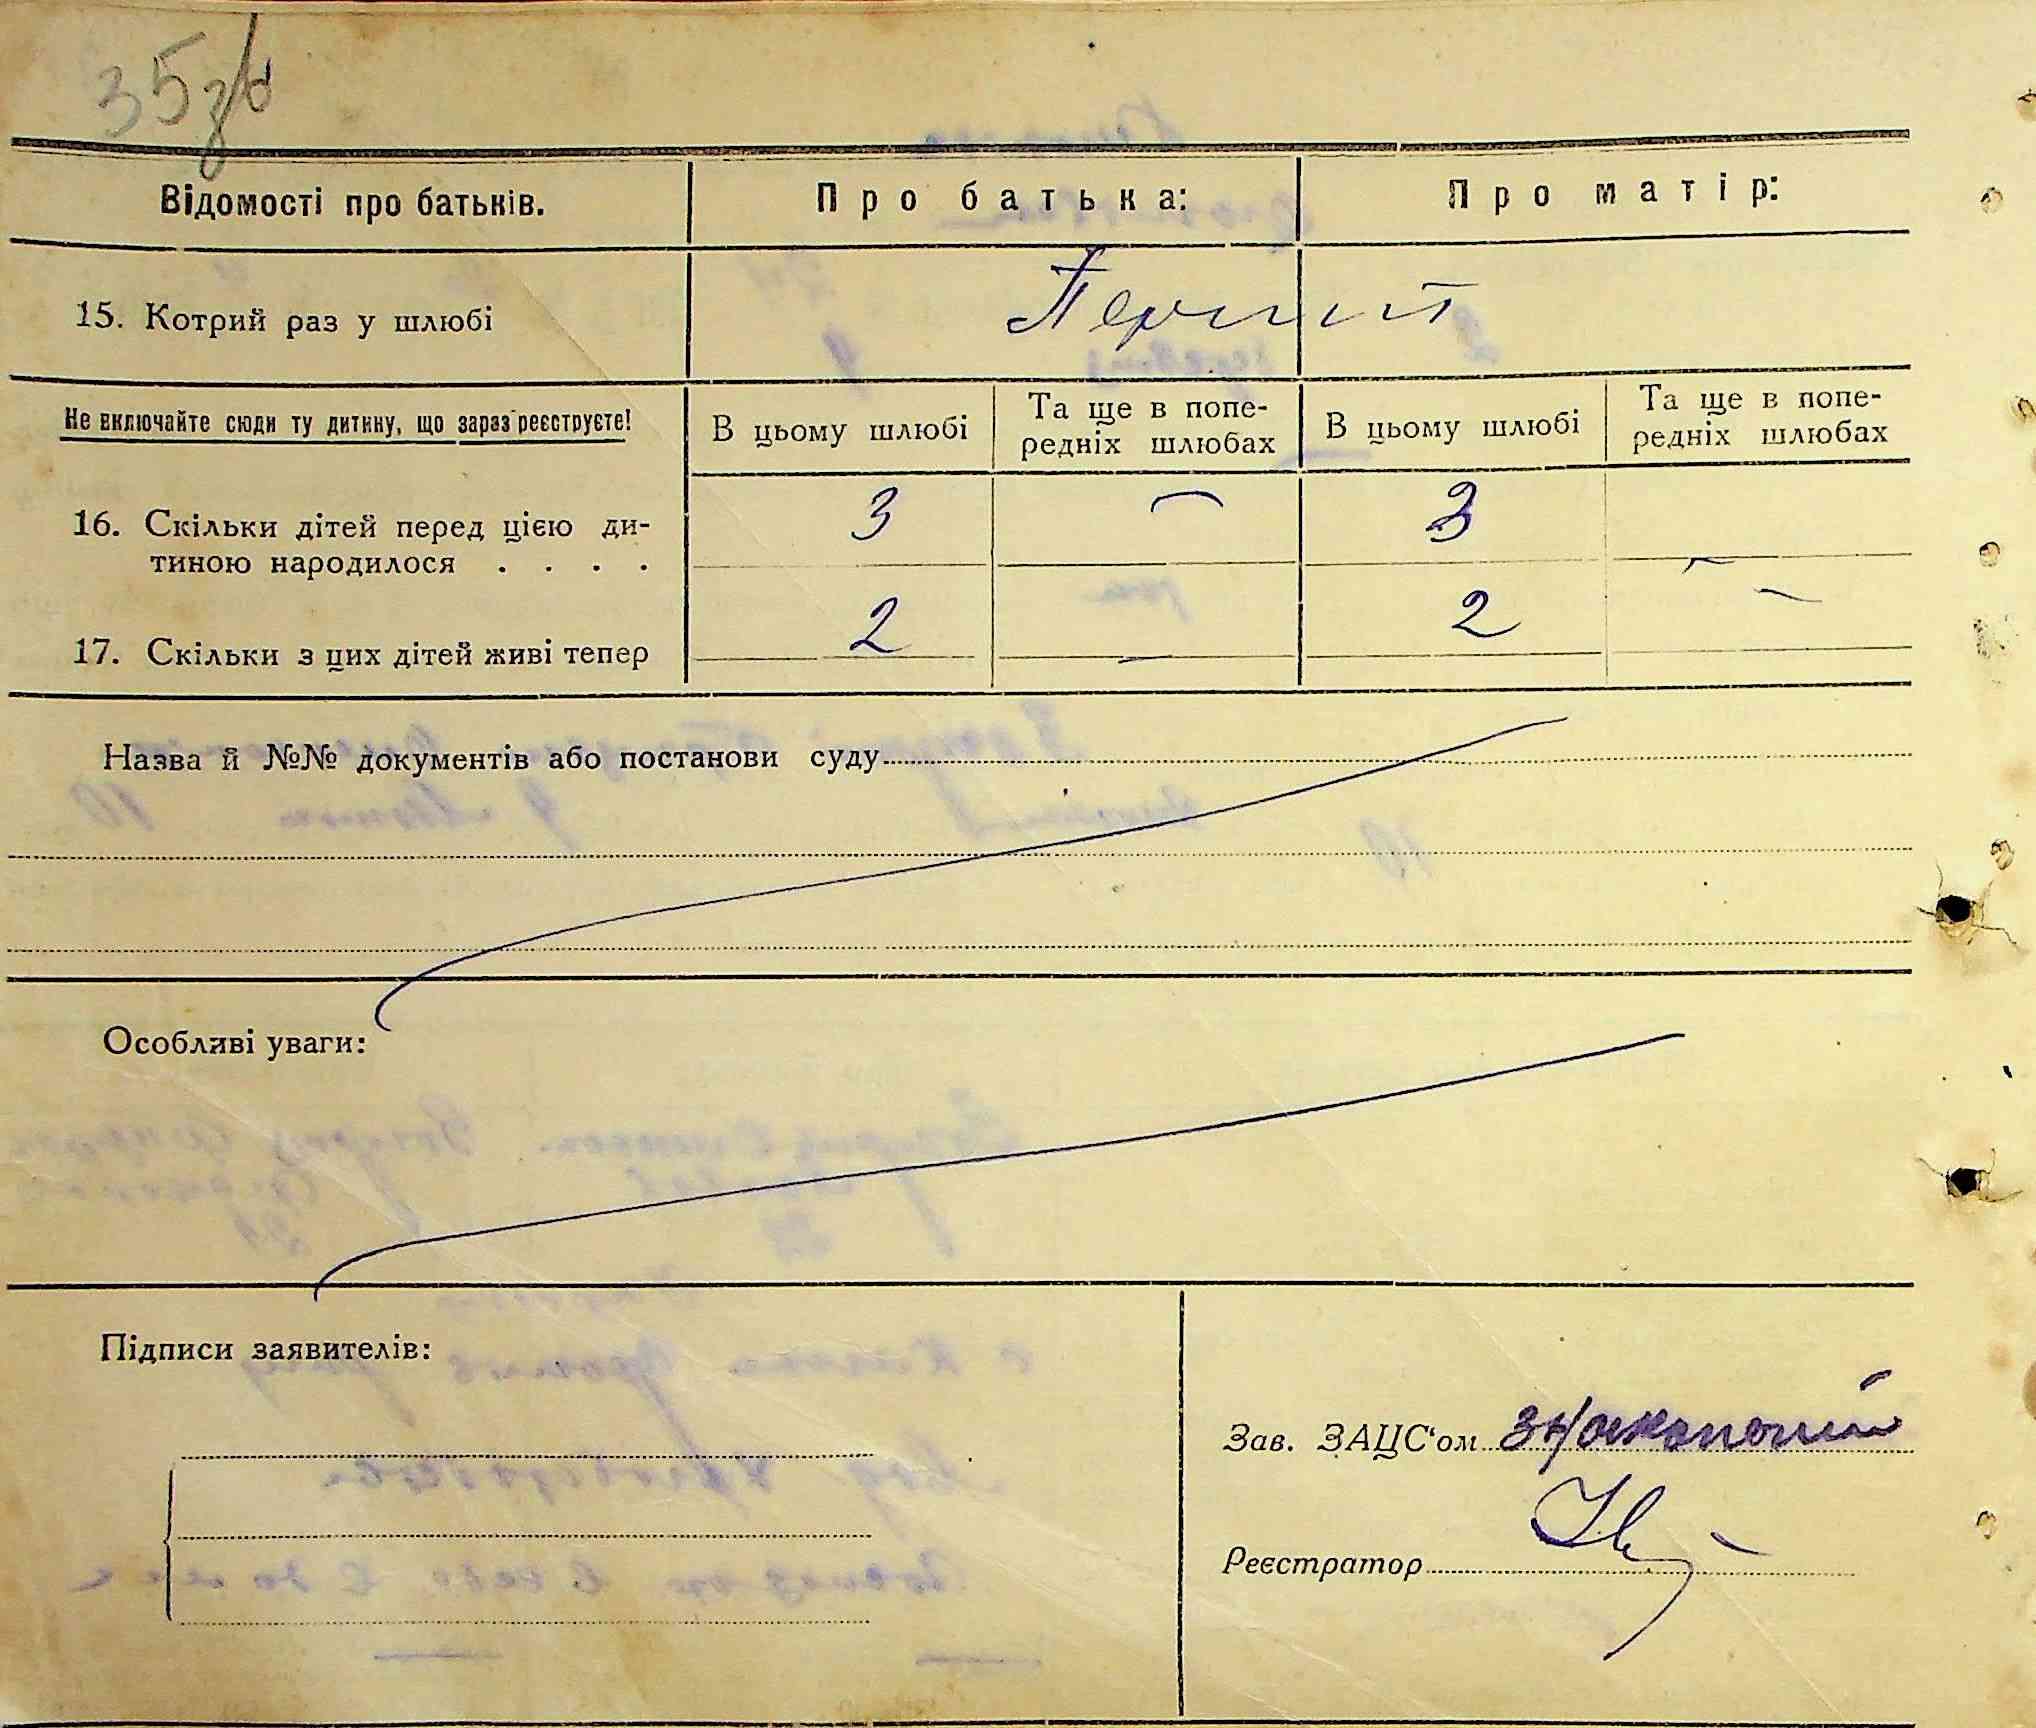 35зв
Відомості про батьків. Про батька: Про матір:
15. Котрий раз у шлюбі Перший
Не включайте сюди ту дитину, що зараз реєструєте! В цьому шлюбі Та ще в попередніх шлюбах В цьому шлюбі Та ще в попередніх шлюбах
16. Скільки дітей перед цією ди-
тиною народилося . . . . 3 — 3 —
17. Скільки з цих дітей живі тепер 2 — 2 —
Назва й №№ документів або постанови суду
Особливі уваги:
Підписи заявителів:
Зав. ЗАЦС'ом
Реєстратор